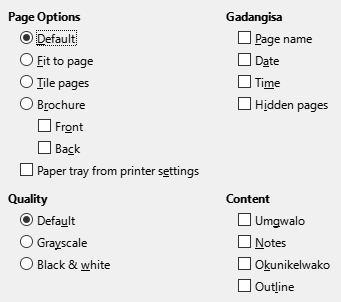 Page Options
Default
Fit to page
Tile pages
Brochure
Front
Back
Paper tray from printer settings
Gadangisa
Page name
Date
Time
Hidden pages
Quality
Default
Grayscale
Black & white
Content
Umgwalo
Notes
Okunikelwako
Outline